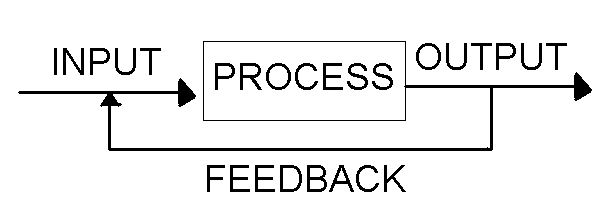 INPUT
PROCESS
OUTPUT
FEEDBACK